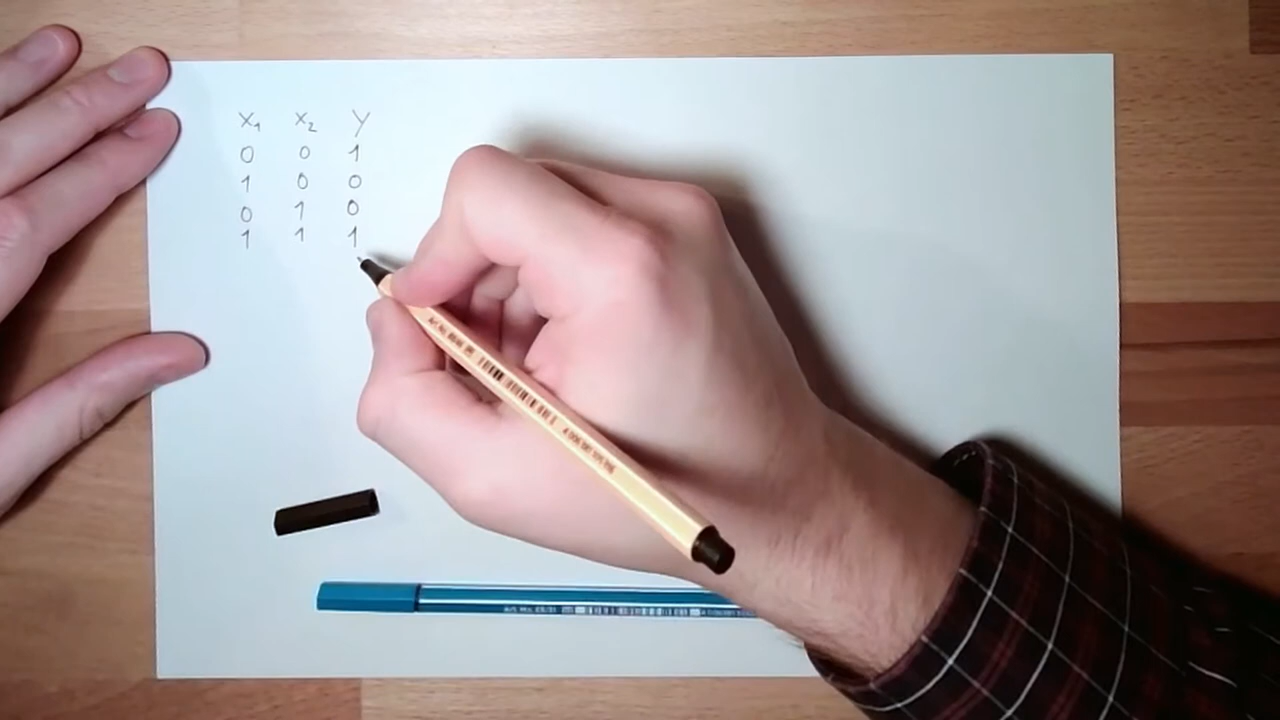 x₁ x₂ y
0 0 1
1 0 0
0 1 0
1 1 1